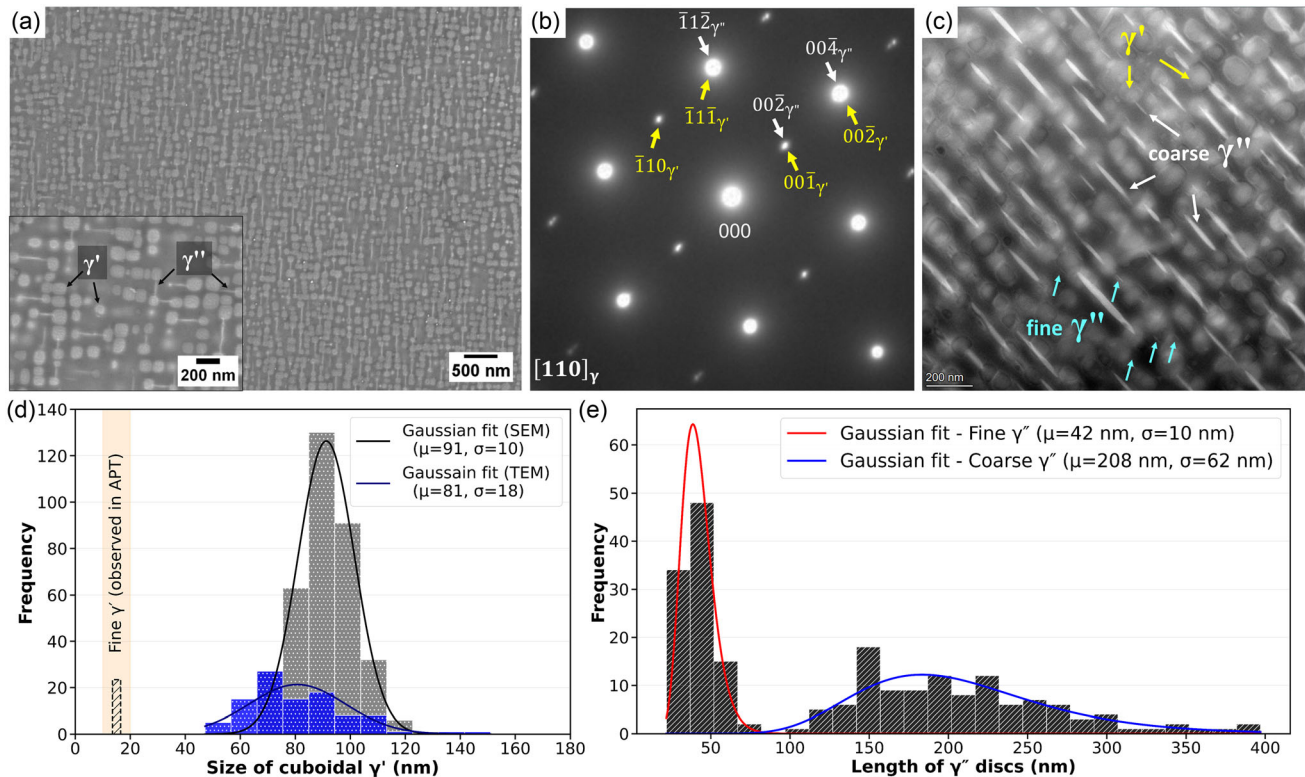 (a)
γ'
γ''
200 nm
500 nm
(b)
1̅12̅γ"
004̅γ"
1̅11̅γ'
002̅γ"
002̅γ'
1̅10γ'
001̅γ'
000
[110]γ
(c)
γ'
coarse γ''
fine γ''
200 nm
(d)
140
120
100
80
60
40
20
0
Frequency
Fine γ′ (observed in APT)
Gaussian fit (SEM)
(μ=91, σ=10)
Gaussain fit (TEM)
(μ=81, σ=18)
0 20 40 60 80 100 120 140 160 180
Size of cuboidal γ' (nm)
(e)
60
50
40
30
20
10
0
Frequency
Gaussian fit - Fine γ″ (μ=42 nm, σ=10 nm)
Gaussian fit - Coarse γ″ (μ=208 nm, σ=62 nm)
50 100 150 200 250 300 350 400
Length of γ″ discs (nm)